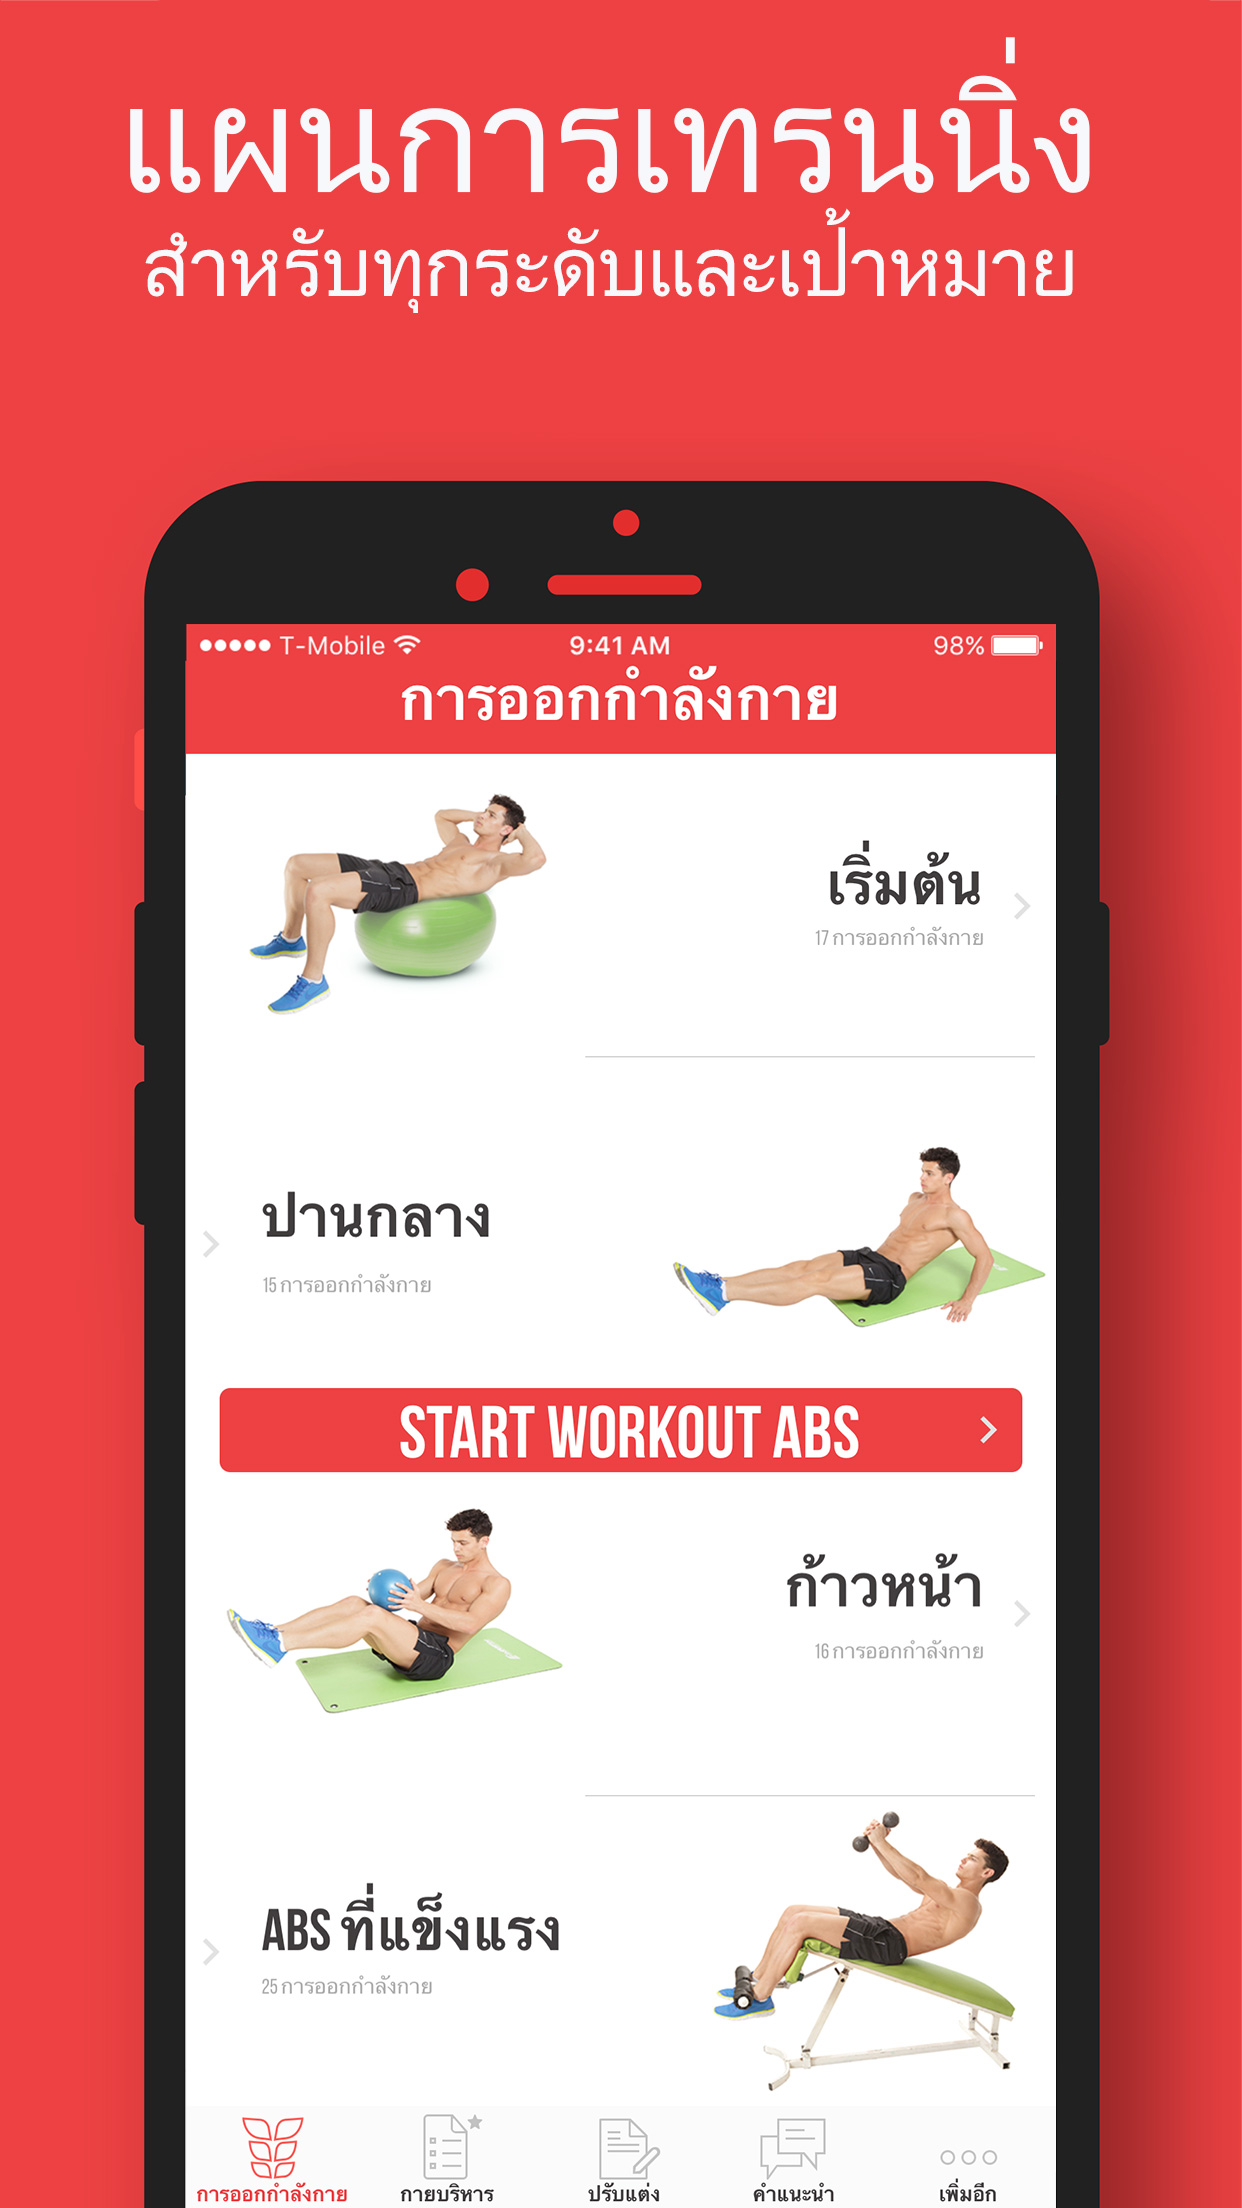 แผนการเทรนนิ่ง
สำหรับทุกระดับและเป้าหมาย
T-Mobile 9:41 AM 98%
การออกกำลังกาย
เริ่มต้น
17 การออกกำลังกาย
ปานกลาง
15 การออกกำลังกาย
START WORKOUT ABS
ก้าวหน้า
16 การออกกำลังกาย
ABS ที่แข็งแรง
25 การออกกำลังกาย
การออกกำลังกาย กายบริหาร ปรับแต่ง คำแนะนำ เพิ่มอีก